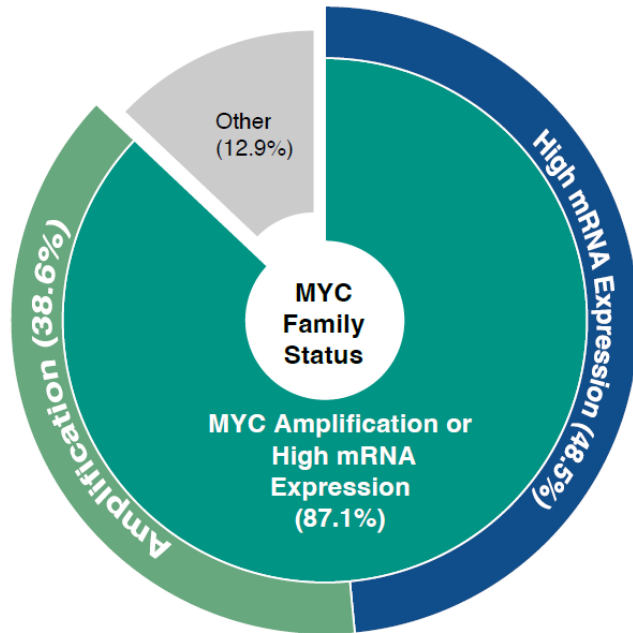 Other
(12.9%)
High mRNA Expression (48.5%)
Amplification (38.6%)
MYC
Family
Status
MYC Amplification or
High mRNA
Expression
(87.1%)